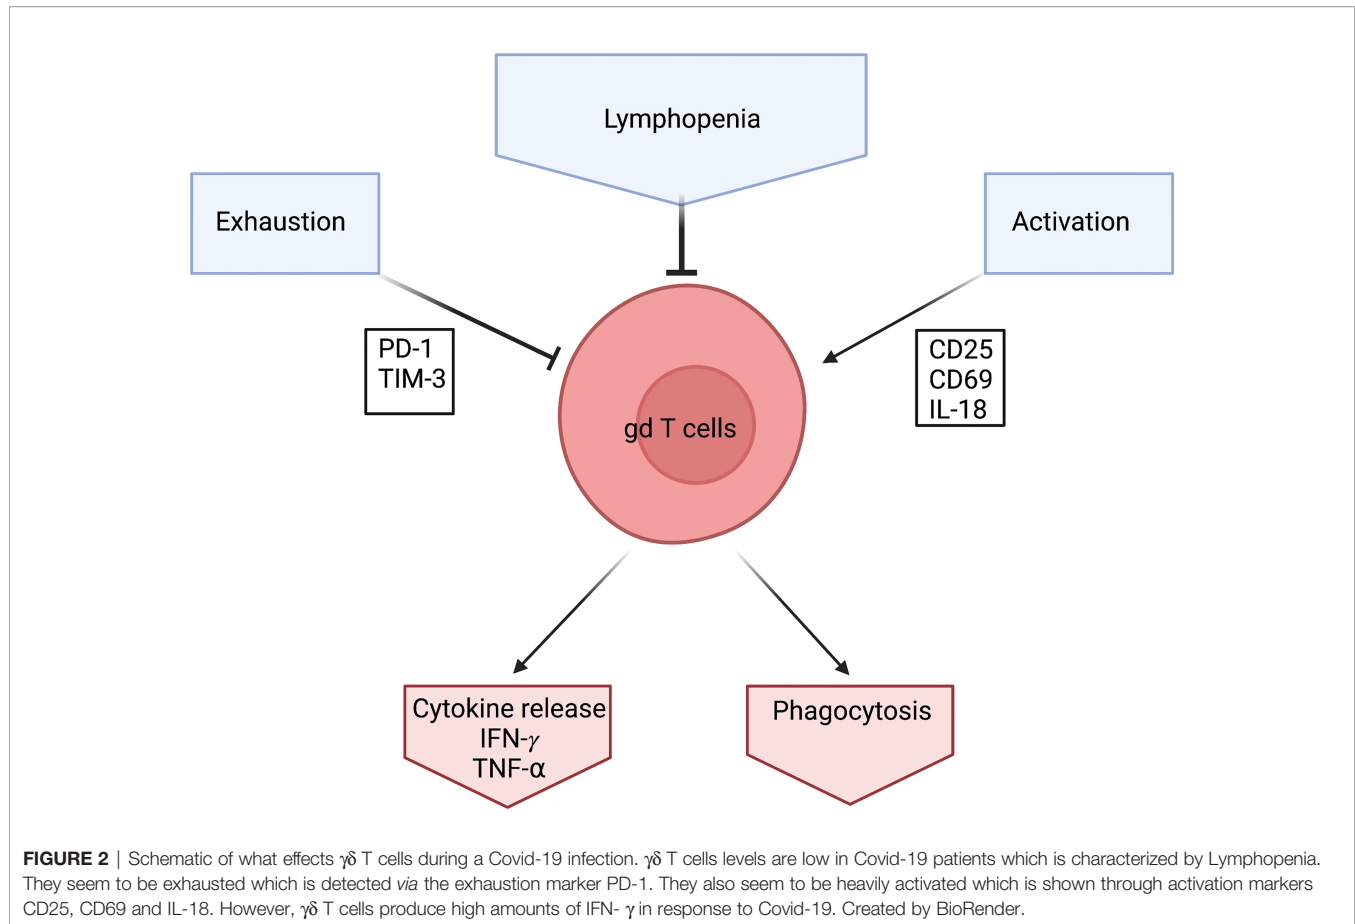 Lymphopenia
Exhaustion
Activation
PD-1
TIM-3
CD25
CD69
IL-18
gd T cells
Cytokine release
IFN-γ
TNF-α
Phagocytosis
FIGURE 2 | Schematic of what effects γδ T cells during a Covid-19 infection. γδ T cells levels are low in Covid-19 patients which is characterized by Lymphopenia.
They seem to be exhausted which is detected via the exhaustion marker PD-1. They also seem to be heavily activated which is shown through activation markers
CD25, CD69 and IL-18. However, γδ T cells produce high amounts of IFN- γ in response to Covid-19. Created by BioRender.